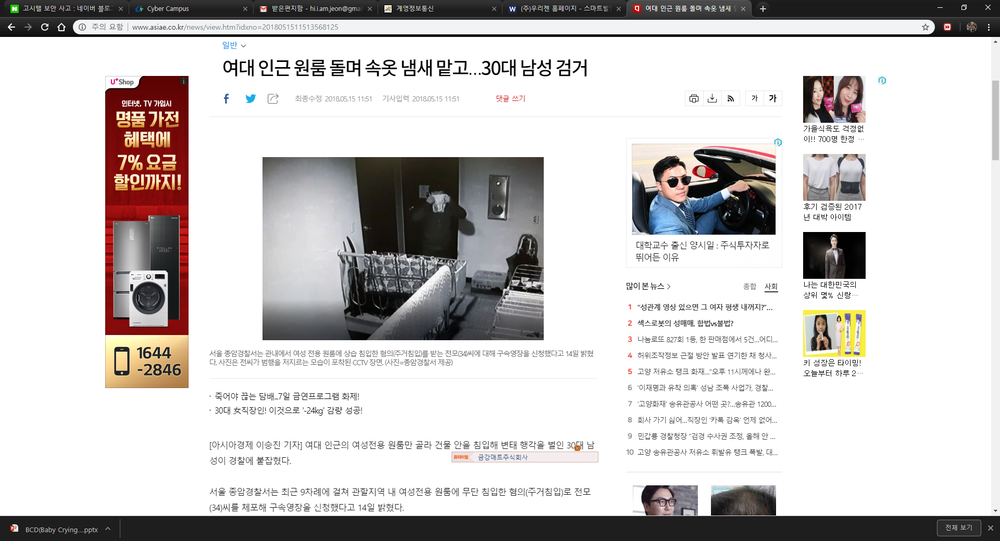 고시텔 보안 사고 : 네이버 블로그
Cyber Campus
받은편지함 - hi.i.am.jeon@gmai
계영정보통신
(주)우리젠 홈페이지 - 스마트빌
여대 인근 원룸 돌며 속옷 냄새
주의 요함
www.asiae.co.kr/news/view.htm?idxno=2018051511513568125
일반
여대 인근 원룸 돌며 속옷 냄새 맡고…30대 남성 검거
최종수정 2018.05.15 11:51 기사입력 2018.05.15 11:51
댓글 쓰기
가 가
U+Shop
인터넷, TV 가입시
명품 가전
혜택에
7% 요금
할인까지!
1644
-2846
서울 종암경찰서는 관내에서 여성 전용 원룸에 상습 침입한 혐의(주거침입)를 받는 전모(34)씨에 대해 구속영장을 신청했다고 14일 밝혔
다. 사진은 전씨가 범행을 저지르는 모습이 포착된 CCTV 장면. (사진=종암경찰서 제공)
죽어야 끊는 담배...7일 금연프로그램 화제!
30대 女직장인! 이것으로 '-24kg' 감량 성공!
[아시아경제 이승진 기자] 여대 인근의 여성전용 원룸만 골라 건물 안을 침입해 변태 행각을 벌인 30대 남
성이 경찰에 붙잡혔다.
프리미엄 금강매트주식회사
서울 종암경찰서는 최근 9차례에 걸쳐 관할지역 내 여성전용 원룸에 무단 침입한 혐의(주거침입)로 전모
(34)씨를 체포해 구속영장을 신청했다고 14일 밝혔다.
대학교수 출신 양시일 : 주식투자자로
뛰어든 이유
많이 본 뉴스
종합 사회
1 “성관계 영상 있으면 그 여자 평생 내꺼지?”...
2 섹스로봇의 성매매, 합법vs불법?
3 나눔로또 827회 1등, 한 판매점에서 5건...어디...
4 허위조작정보 근절 방안 발표 연기한 채 청사...
5 고양 저유소 탱크 화재..."오후 11시께에나 완...
6 '이재명과 유착 의혹' 성남 조폭 사업가, 경찰...
7 '고양화재' 송유관공사 어떤 곳?...송유관 1200...
8 회사 가기 싫어...직장인 ‘카톡 감옥’ 언제 없어...
9 민갑룡 경찰청장 "검경 수사권 조정, 올해 안 ...
10 고양 송유관공사 저유소 휘발유 탱크 폭발, 대...
가을식욕도 걱정없
이!! 700명 한정 ...
후기 검증된 2017
년 대박 아이템
나는 대한민국의
상위 몇% 신랑...
키 성장은 타이밍!
오늘부터 하루 2...
BCD(Baby Crying....pptx
전체 보기